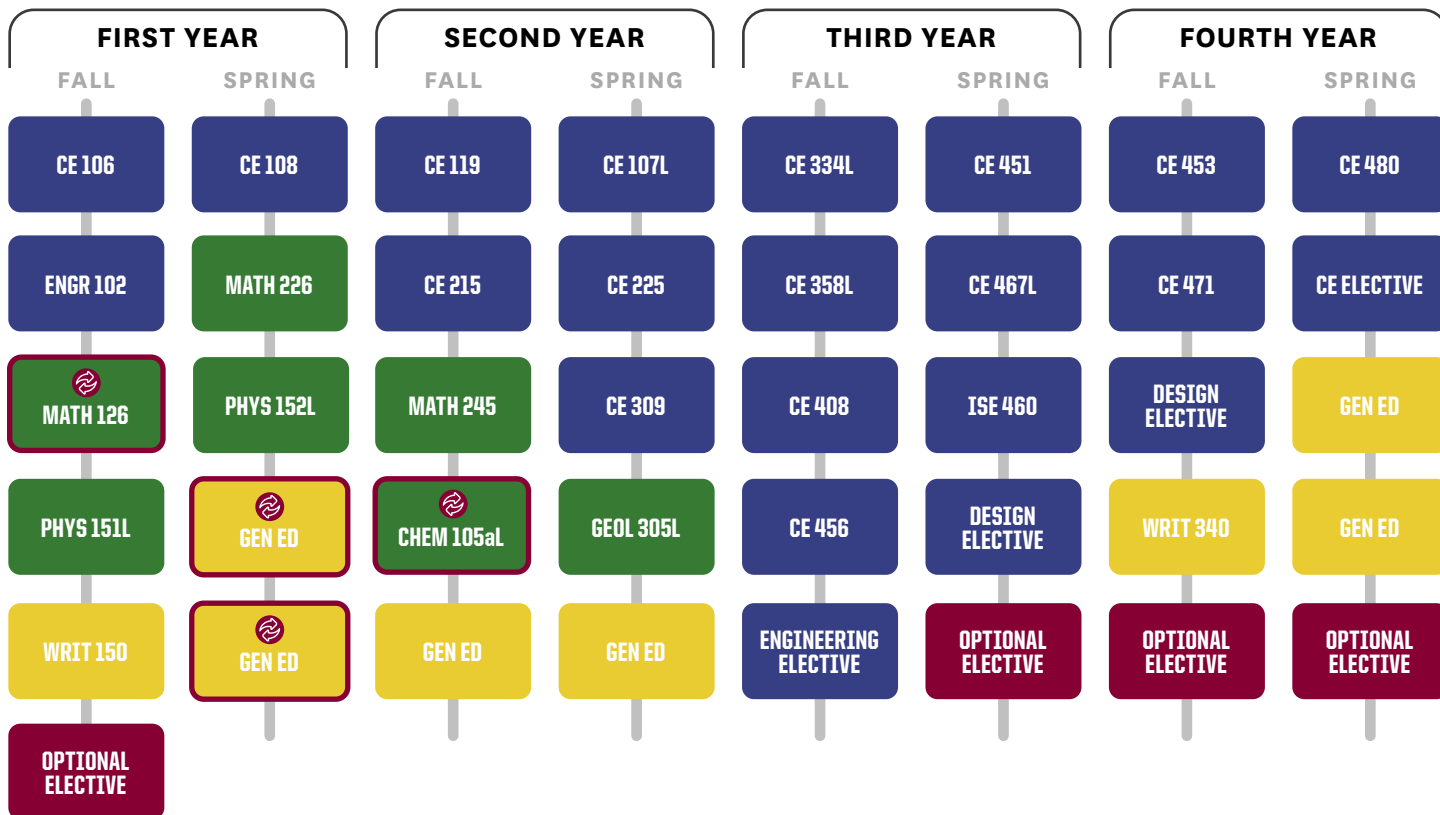 FIRST YEAR
SECOND YEAR
THIRD YEAR
FOURTH YEAR
FALL
SPRING
FALL
SPRING
FALL
SPRING
FALL
SPRING
CE 106
CE 108
CE 119
CE 107L
CE 334L
CE 451
CE 453
CE 480
ENGR 102
MATH 226
CE 215
CE 225
CE 358L
CE 467L
CE 471
CE ELECTIVE
MATH 126
PHYS 152L
MATH 245
CE 309
CE 408
ISE 460
DESIGN
ELECTIVE
GEN ED
PHYS 151L
GEN ED
CHEM 105aL
GEOL 305L
CE 456
DESIGN
ELECTIVE
WRIT 340
GEN ED
WRIT 150
GEN ED
GEN ED
GEN ED
ENGINEERING
ELECTIVE
OPTIONAL
ELECTIVE
OPTIONAL
ELECTIVE
OPTIONAL
ELECTIVE
OPTIONAL
ELECTIVE